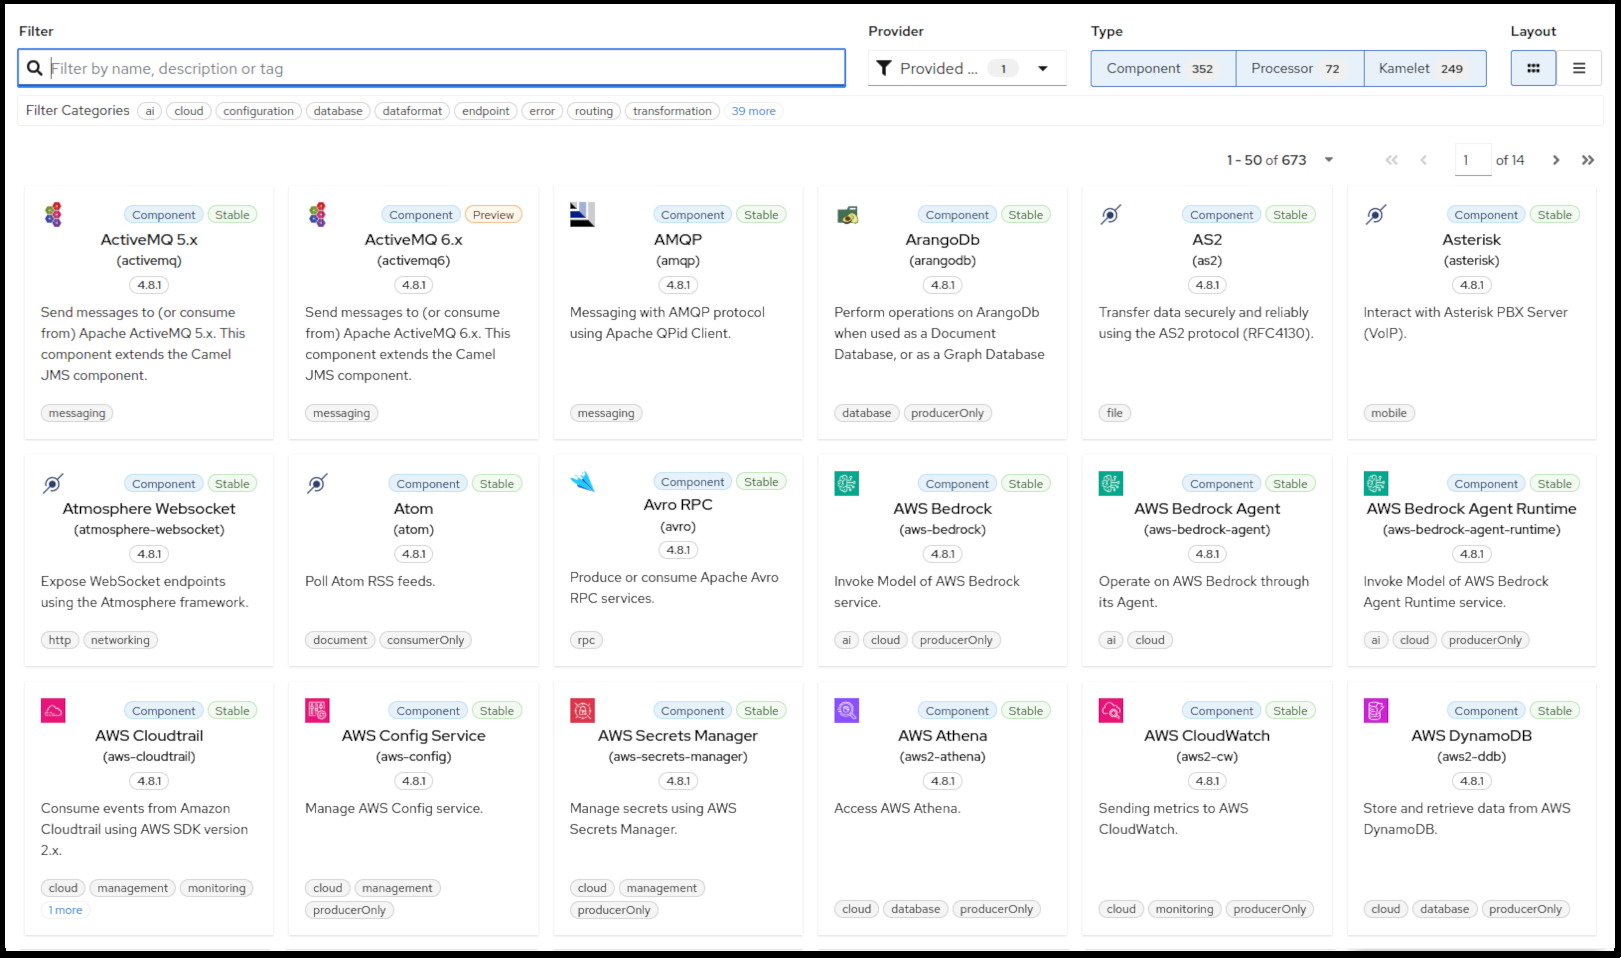 Filter
Provider
Type
Layout
Filter by name, description or tag
Provided ... 1
Component 352
Processor 72
Kamelet 249
Filter Categories ai cloud configuration database dataformat endpoint error routing transformation 39 more
1 - 50 of 673
1 of 14
Component Stable
ActiveMQ 5.x
(activemq)
4.8.1
Send messages to (or consume
from) Apache ActiveMQ 5.x. This
component extends the Camel
JMS component.
messaging
Component Preview
ActiveMQ 6.x
(activemq6)
4.8.1
Send messages to (or consume
from) Apache ActiveMQ 6.x. This
component extends the Camel
JMS component.
messaging
Component Stable
AMQP
(amqp)
4.8.1
Messaging with AMQP protocol
using Apache QPid Client.
messaging
Component Stable
ArangoDb
(arangodb)
4.8.1
Perform operations on ArangoDb
when used as a Document
Database, or as a Graph Database
database producerOnly
Component Stable
AS2
(as2)
4.8.1
Transfer data securely and reliably
using the AS2 protocol (RFC4130).
file
Component Stable
Asterisk
(asterisk)
4.8.1
Interact with Asterisk PBX Server
(VoIP).
mobile
Component Stable
Atmosphere Websocket
(atmosphere-websocket)
4.8.1
Expose WebSocket endpoints
using the Atmosphere framework.
http networking
Component Stable
Atom
(atom)
4.8.1
Poll Atom RSS feeds.
document consumerOnly
Component Stable
Avro RPC
(avro)
4.8.1
Produce or consume Apache Avro
RPC services.
rpc
Component Stable
AWS Bedrock
(aws-bedrock)
4.8.1
Invoke Model of AWS Bedrock
service.
ai cloud producerOnly
Component Stable
AWS Bedrock Agent
(aws-bedrock-agent)
4.8.1
Operate on AWS Bedrock through
its Agent.
ai cloud
Component Stable
AWS Bedrock Agent Runtime
(aws-bedrock-agent-runtime)
4.8.1
Invoke Model of AWS Bedrock
Agent Runtime service.
ai cloud producerOnly
Component Stable
AWS Cloudtrail
(aws-cloudtrail)
4.8.1
Consume events from Amazon
Cloudtrail using AWS SDK version
2.x.
cloud management monitoring
1 more
Component Stable
AWS Config Service
(aws-config)
4.8.1
Manage AWS Config service.
cloud management
producerOnly
Component Stable
AWS Secrets Manager
(aws-secrets-manager)
4.8.1
Manage secrets using AWS
Secrets Manager.
cloud management
producerOnly
Component Stable
AWS Athena
(aws2-athena)
4.8.1
Access AWS Athena.
cloud database producerOnly
Component Stable
AWS CloudWatch
(aws2-cw)
4.8.1
Sending metrics to AWS
CloudWatch.
cloud monitoring producerOnly
Component Stable
AWS DynamoDB
(aws2-ddb)
4.8.1
Store and retrieve data from AWS
DynamoDB.
cloud database producerOnly